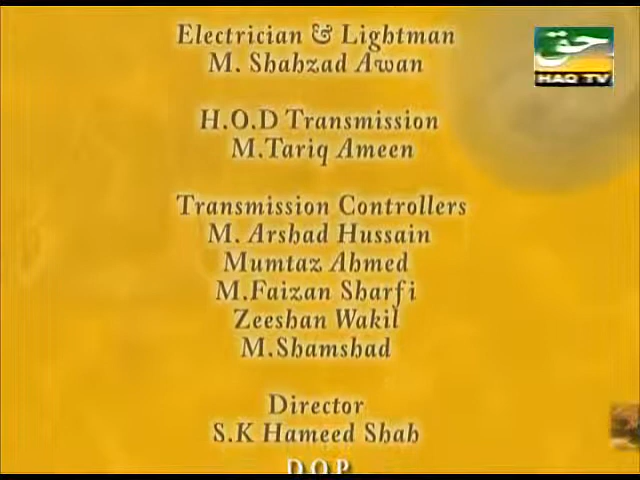 Electrician & Lightman
M. Shahzad Awan
حق
HAQ TV
H.O.D Transmission
M.Tariq Ameen
Transmission Controllers
M. Arshad Hussain
Mumtaz Ahmed
M.Faizan Sharfi
Zeeshan Wakil
M.Shamshad
Director
S.K Hameed Shah
D.O.P